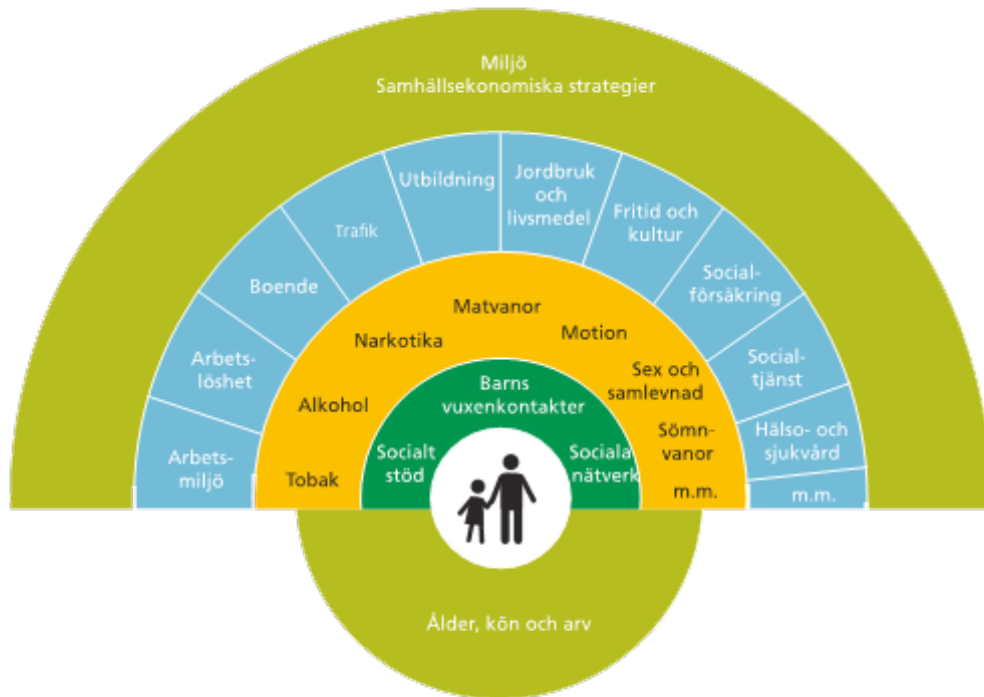 Miljö
Samhällsekonomiska strategier
Utbildning
Jordbruk
och
livsmedel
Trafik
Fritid och
kultur
Boende
Social-
försäkring
Arbets-
löshet
Social-
tjänst
Arbets-
miljö
Hälso- och
sjukvård
m.m.
Matvanor
Narkotika
Motion
Alkohol
Sex och
samlevnad
Tobak
Sömn-
vanor
m.m.
Barns
vuxenkontakter
Socialt
stöd
Sociala
nätverk
Ålder, kön och arv